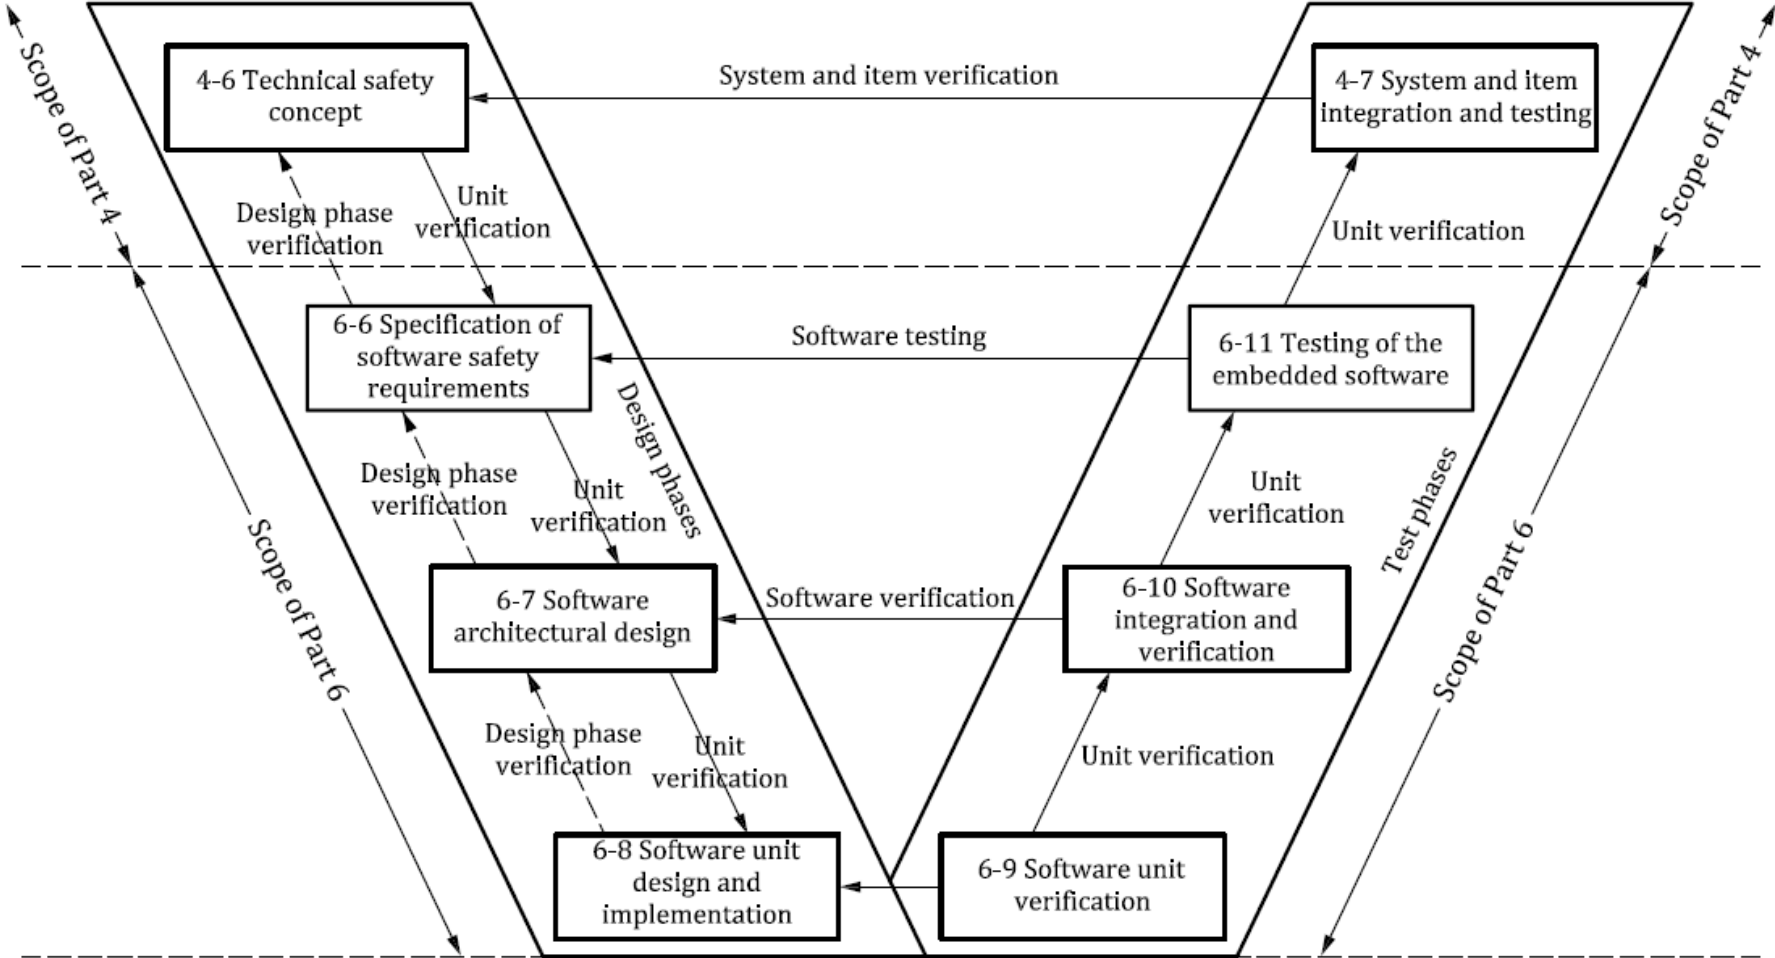 Scope of Part 4
4-6 Technical safety
concept
System and item verification
4-7 System and item
integration and testing
Scope of Part 4
Design phase
verification
Unit
verification
Unit verification
6-6 Specification of
software safety
requirements
Software testing
6-11 Testing of the
embedded software
Design phases
Design phase
verification
Unit
verification
Unit
verification
Test phases
Scope of Part 6
Scope of Part 6
6-7 Software
architectural design
Software verification
6-10 Software
integration and
verification
Design phase
verification
Unit
verification
Unit verification
6-8 Software unit
design and
implementation
6-9 Software unit
verification